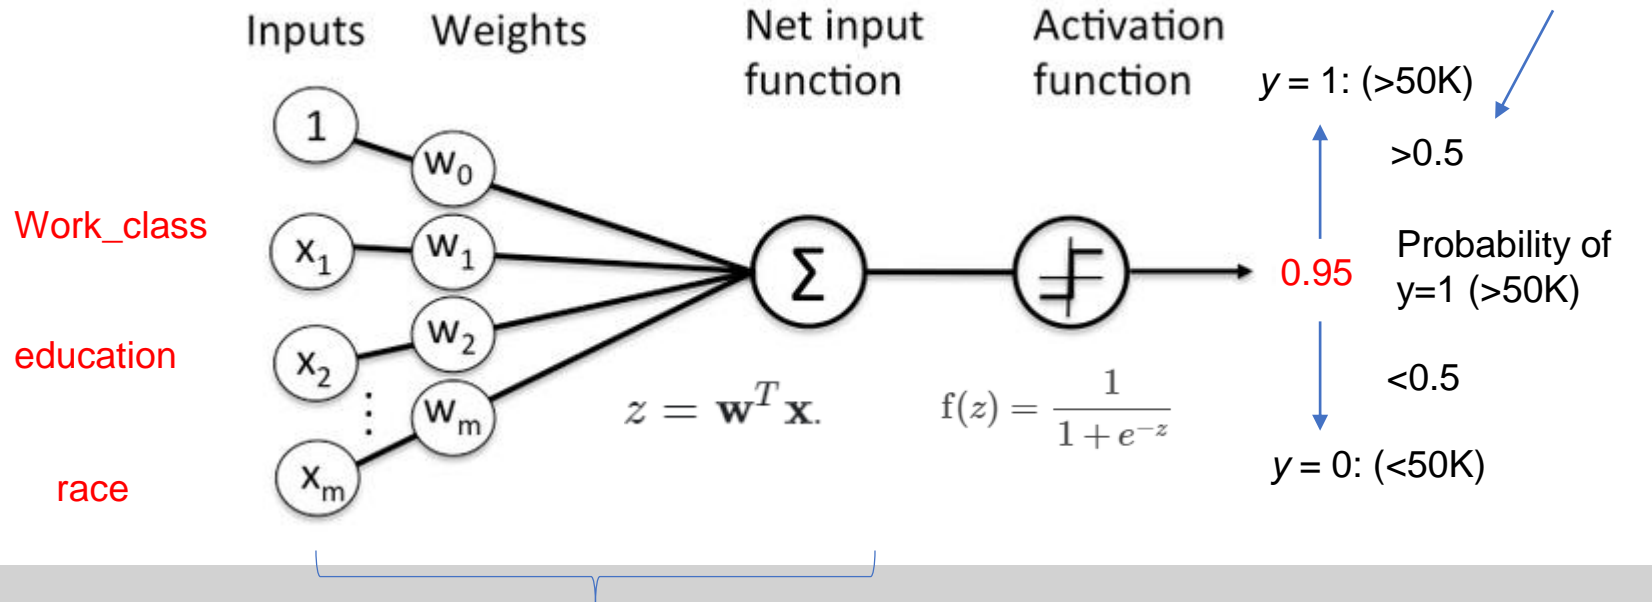 Inputs
Weights
Net input
function
Activation
function
1
w₀
Work_class
x₁
w₁
education
x₂
w₂
⋮
race
xₘ
wₘ
Σ
z = wᵀx.
f(z) = 1 / (1 + e⁻ᶻ)
y = 1: (>50K)
>0.5
0.95
Probability of
y=1 (>50K)
<0.5
y = 0: (<50K)